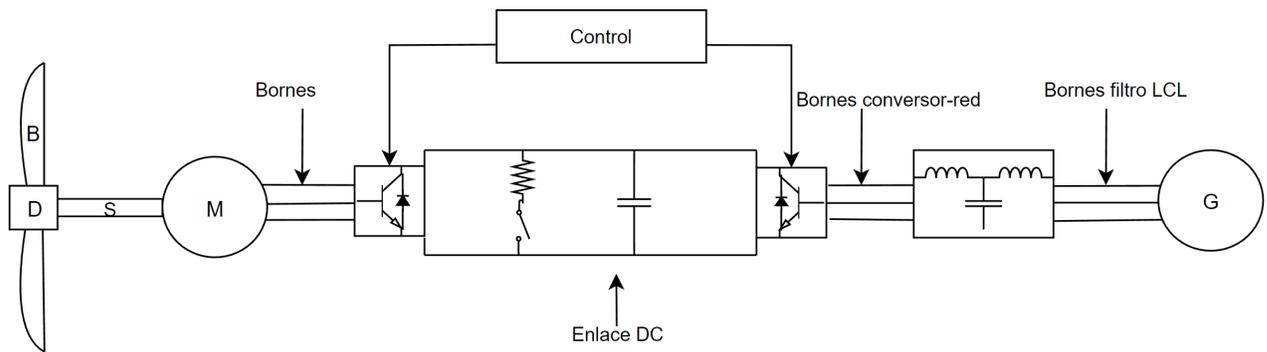 Control
Bornes
Bornes conversor-red
Bornes filtro LCL
B
D
S
M
G
Enlace DC